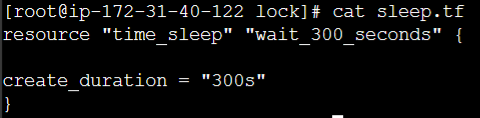 [root@ip-172-31-40-122 lock]# cat sleep.tf
resource "time_sleep" "wait_300_seconds" {
create_duration = "300s"
}